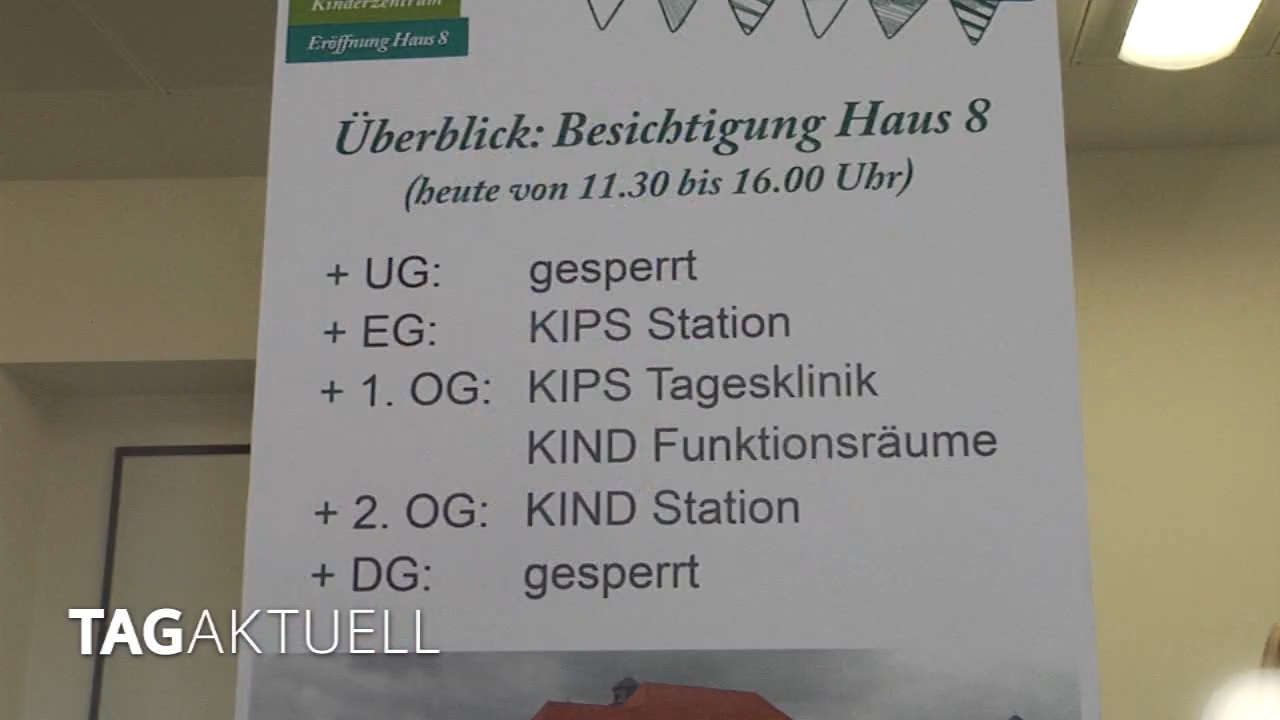 Kinderzentrum
Eröffnung Haus 8
Überblick: Besichtigung Haus 8
(heute von 11.30 bis 16.00 Uhr)
+ UG: gesperrt
+ EG: KIPS Station
+ 1. OG: KIPS Tagesklinik
KIND Funktionsräume
+ 2. OG: KIND Station
+ DG: gesperrt
TAGAKTUELL